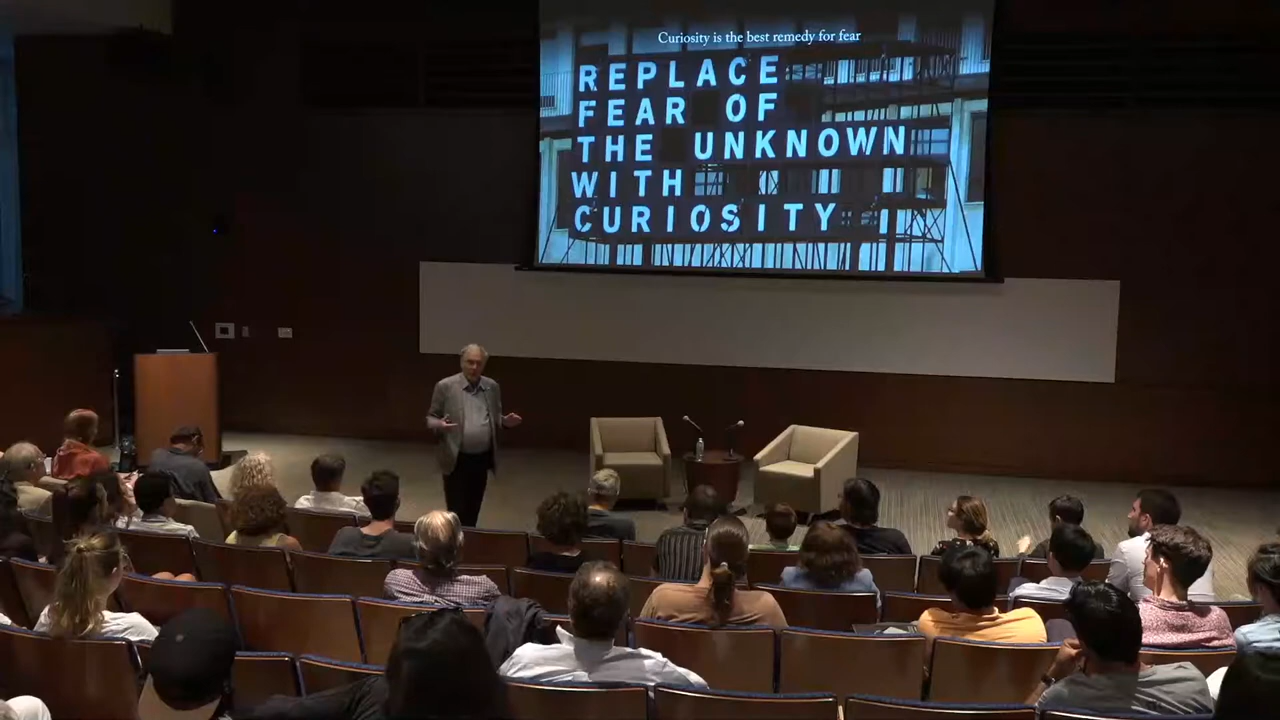 Curiosity is the best remedy for fear
REPLACE
FEAR OF
THE UNKNOWN
WITH
CURIOSITY